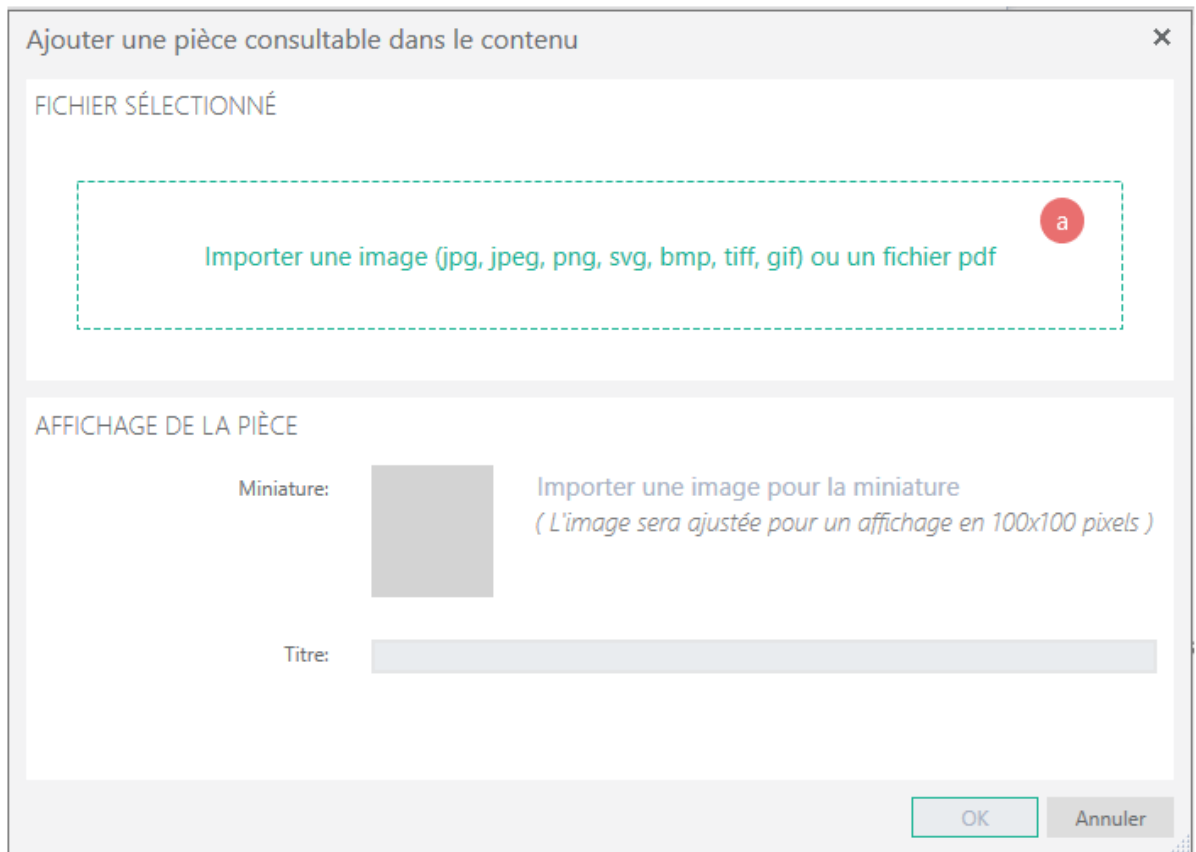 Ajouter une pièce consultable dans le contenu
FICHIER SÉLECTIONNÉ
a
Importer une image (jpg, jpeg, png, svg, bmp, tiff, gif) ou un fichier pdf
AFFICHAGE DE LA PIÈCE
Miniature:
Importer une image pour la miniature
( L'image sera ajustée pour un affichage en 100x100 pixels )
Titre:
OK
Annuler